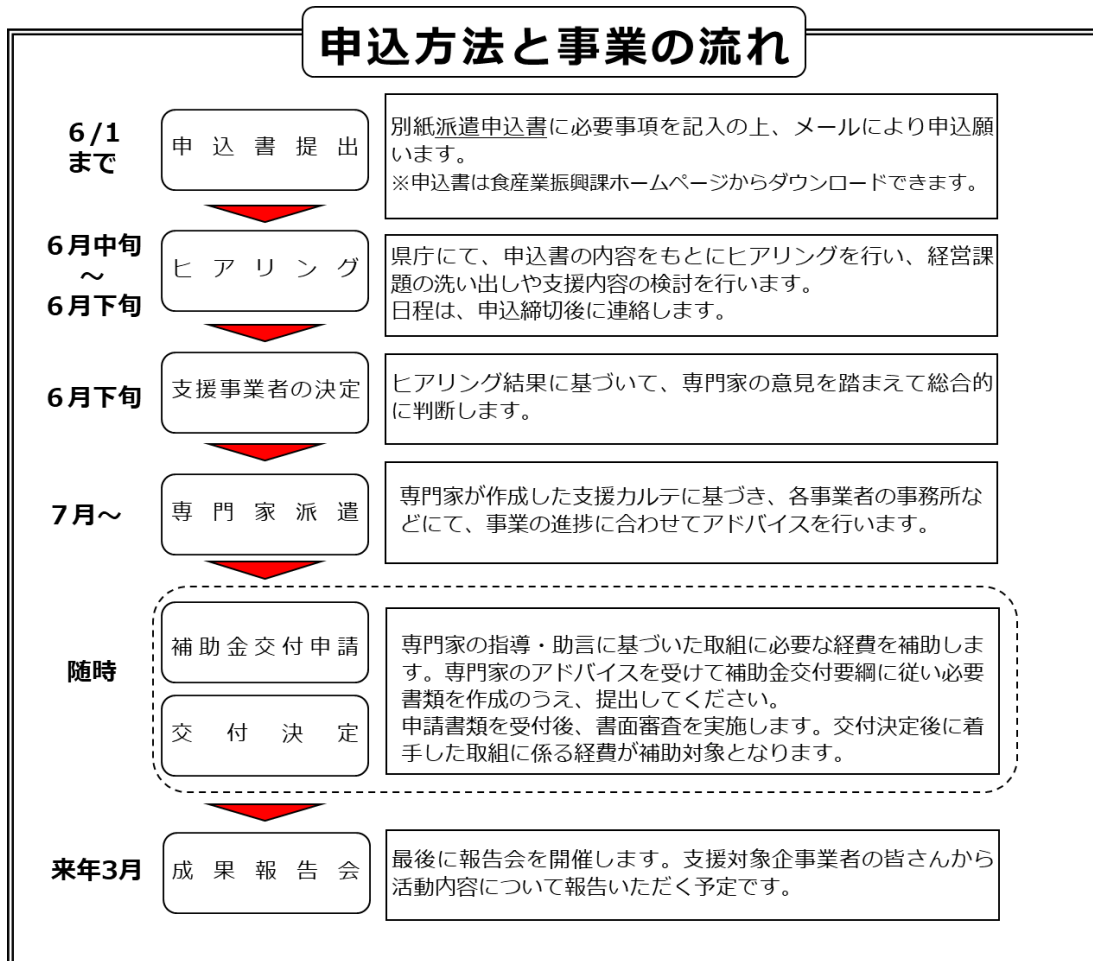 申込方法と事業の流れ
6/1
まで
申込書提出
別紙派遣申込書に必要事項を記入の上、メールにより申込願
います。
※申込書は食産業振興課ホームページからダウンロードできます。
6月中旬
～
6月下旬
ヒアリング
県庁にて、申込書の内容をもとにヒアリングを行い、経営課
題の洗い出しや支援内容の検討を行います。
日程は、申込締切後に連絡します。
6月下旬
支援事業者の決定
ヒアリング結果に基づいて、専門家の意見を踏まえて総合的
に判断します。
7月～
専門家派遣
専門家が作成した支援カルテに基づき、各事業者の事務所な
どにて、事業の進捗に合わせてアドバイスを行います。
随時
補助金交付申請
交付決定
専門家の指導・助言に基づいた取組に必要な経費を補助しま
す。専門家のアドバイスを受けて補助金交付要綱に従い必要
書類を作成のうえ、提出してください。
申請書類を受付後、書面審査を実施します。交付決定後に着
手した取組に係る経費が補助対象となります。
来年3月
成果報告会
最後に報告会を開催します。支援対象企事業者の皆さんから
活動内容について報告いただく予定です。